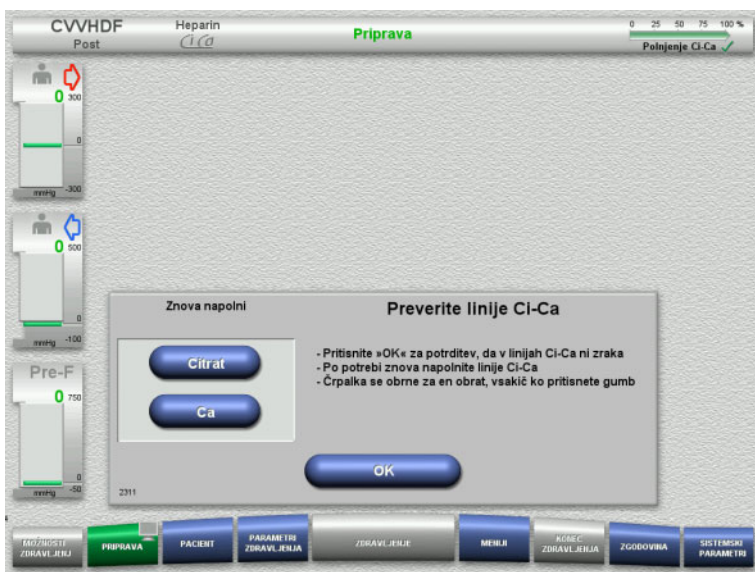 CVVHDF
Post
Heparin
CiCa
Priprava
0 25 50 75 100 %
Polnjenje Ci-Ca
0
300
0
-300
mmHg
0
500
0
-100
mmHg
Pre-F
0
750
0
-50
mmHg
Znova napolni
Citrat
Ca
Preverite linije Ci-Ca
- Pritisnite »OK« za potrditev, da v linijah Ci-Ca ni zraka
- Po potrebi znova napolnite linije Ci-Ca
- Črpalka se obrne za en obrat, vsakič ko pritisnete gumb
OK
2311
MOŽNOSTI
ZDRAVLJENJ
PRIPRAVA
PACIENT
PARAMETRI
ZDRAVLJENJA
ZDRAVLJENJE
MENIJI
KONEC
ZDRAVLJENJA
ZGODOVINA
SISTEMSKI
PARAMETRI